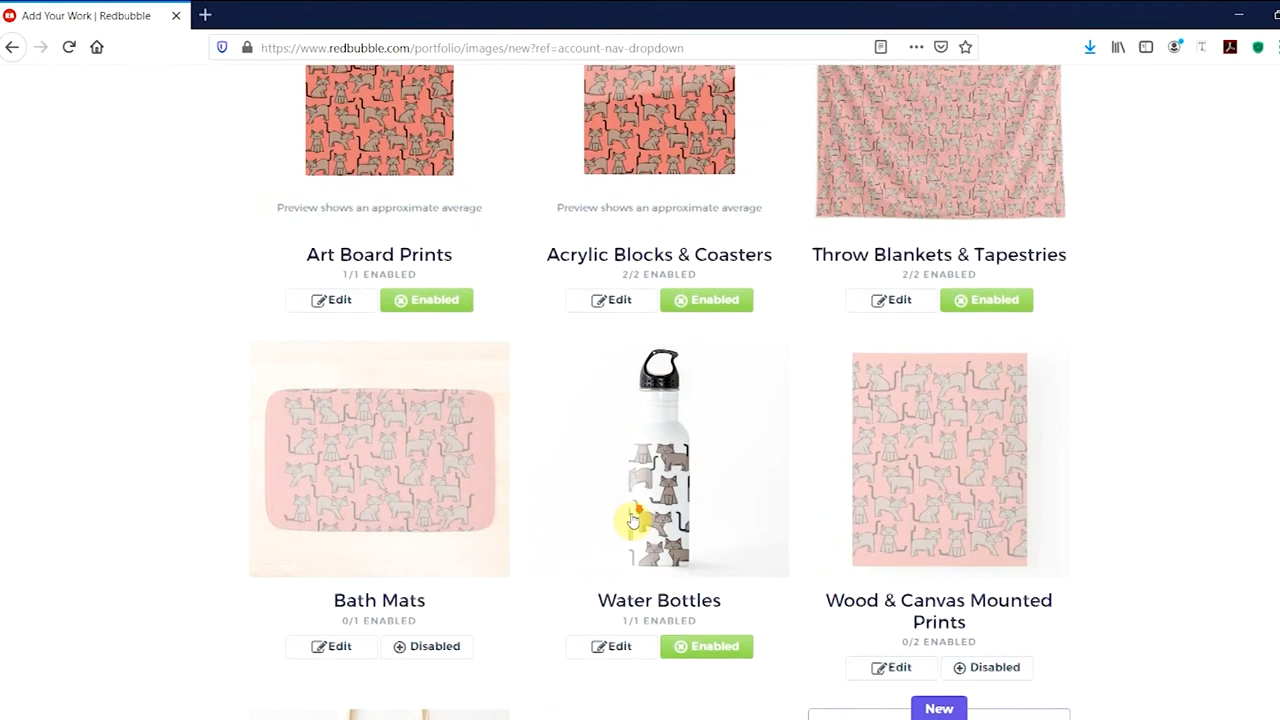 Add Your Work | Redbubble
https://www.redbubble.com/portfolio/images/new?ref=account-nav-dropdown
Preview shows an approximate average
Preview shows an approximate average
Art Board Prints
1/1 ENABLED
Edit
Enabled
Acrylic Blocks & Coasters
2/2 ENABLED
Edit
Enabled
Throw Blankets & Tapestries
2/2 ENABLED
Edit
Enabled
Bath Mats
0/1 ENABLED
Edit
Disabled
Water Bottles
1/1 ENABLED
Edit
Enabled
Wood & Canvas Mounted
Prints
0/2 ENABLED
Edit
Disabled
New